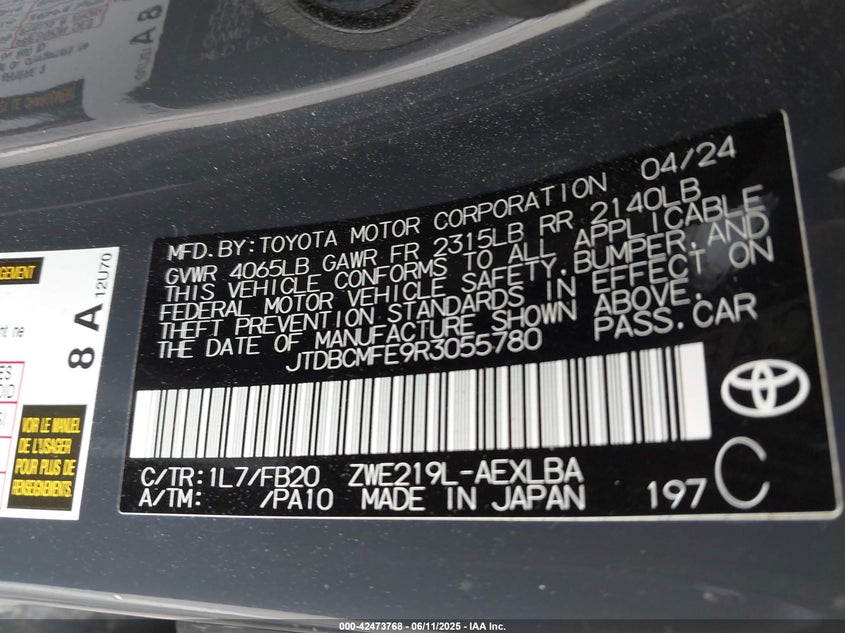 MFD.BY:TOYOTA MOTOR CORPORATION 04/24
GVWR 4065LB GAWR FR 2315LB RR 2140LB
THIS VEHICLE CONFORMS TO ALL APPLICABLE
FEDERAL MOTOR VEHICLE SAFETY,BUMPER,AND
THEFT PREVENTION STANDARDS IN EFFECT ON
THE DATE OF MANUFACTURE SHOWN ABOVE.
JTDBCMFE9R3055780 PASS.CAR
C/TR:1L7/FB20 ZWE219L-AEXLBA
A/TM: /PA10 MADE IN JAPAN 197 C
8 A 12U70
VOIR LE MANUEL
DE L'USAGER
POUR PLUS DE
RENSEIGNEMENTS.
000-42473768 - 06/11/2025 - IAA Inc.